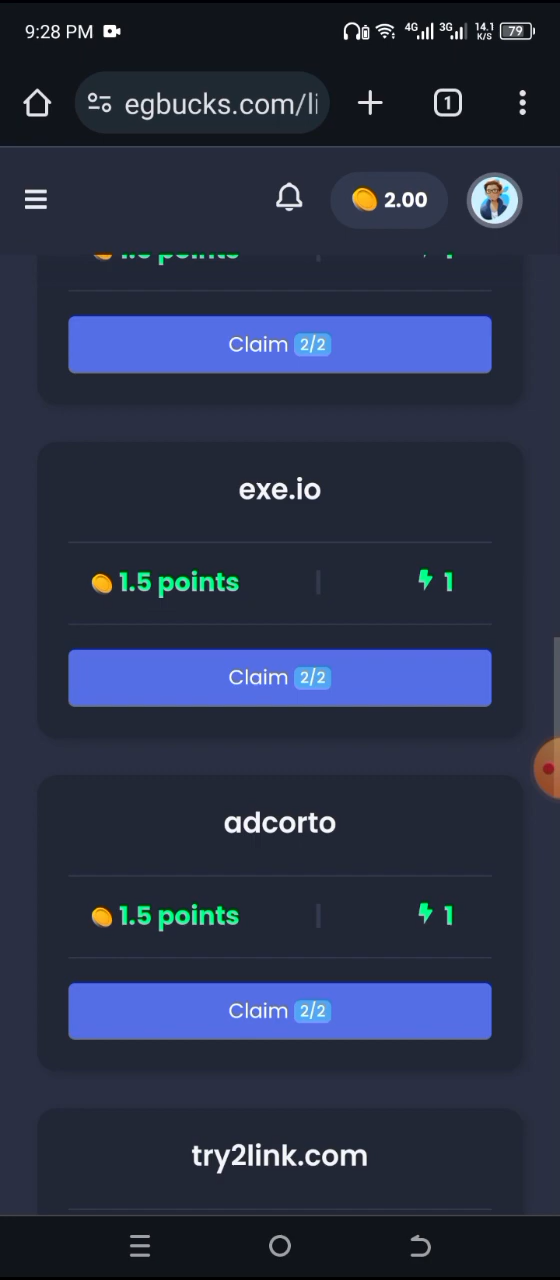 9:28 PM
4G 3G 14.1 K/S 79
egbucks.com/li
1
2.00
Claim 2/2
exe.io
1.5 points 1
Claim 2/2
adcorto
1.5 points 1
Claim 2/2
try2link.com